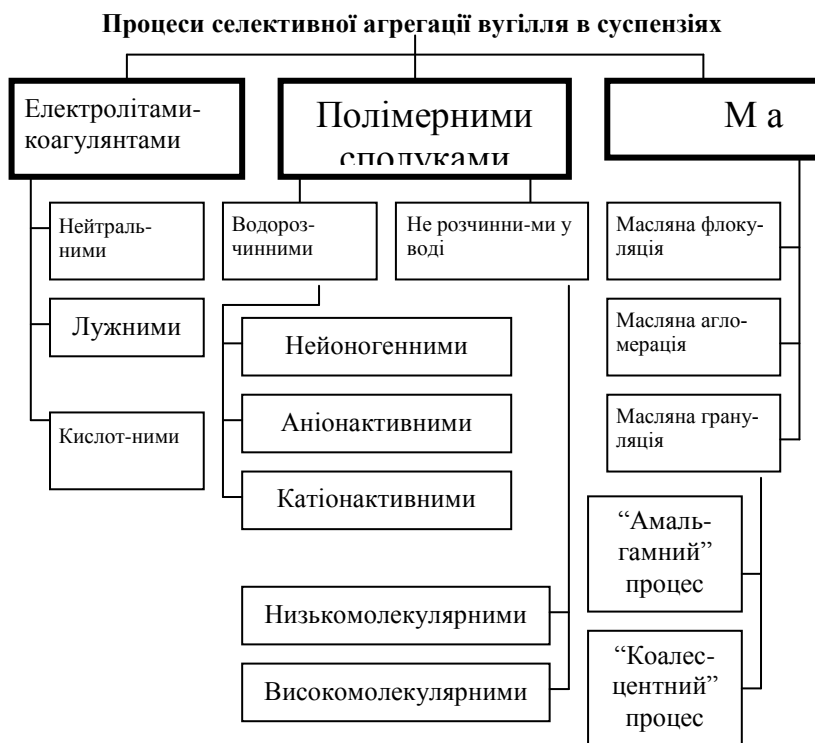 Процеси селективної агрегації вугілля в суспензіях
Електролітами-
коагулянтами
Полімерними
сполуками
М а
Нейтраль-
ними
Водороз-
чинними
Не розчинни-ми у
воді
Масляна флоку-
ляція
Лужними
Нейоногенними
Масляна агло-
мерація
Кислот-ними
Аніонактивними
Масляна грану-
ляція
Катіонактивними
“Амаль-
гамний”
процес
Низькомолекулярними
Високомолекулярними
“Коалес-
центний”
процес